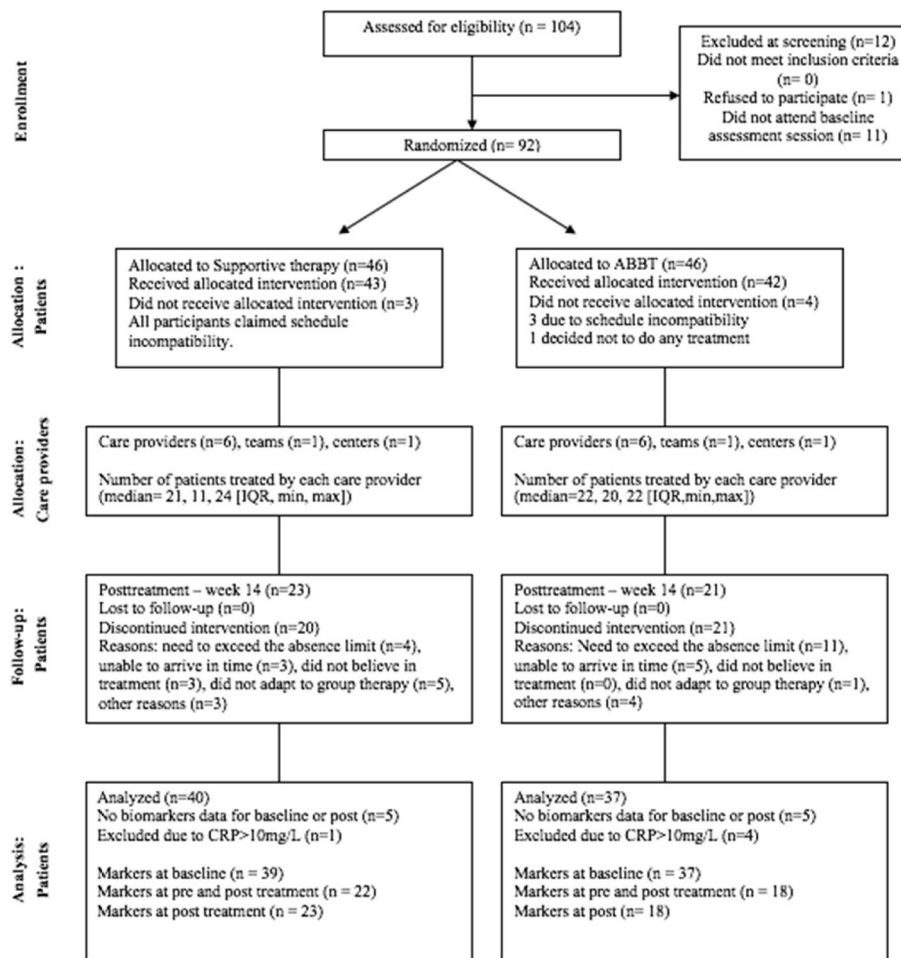 Assessed for eligibility (n = 104)
Excluded at screening (n=12)
Did not meet inclusion criteria
(n= 0)
Refused to participate (n= 1)
Did not attend baseline
assessment session (n= 11)
Enrollment
Randomized (n= 92)
Allocation :
Patients
Allocated to Supportive therapy (n=46)
Received allocated intervention (n=43)
Did not receive allocated intervention (n=3)
All participants claimed schedule
incompatibility.
Allocated to ABBT (n=46)
Received allocated intervention (n=42)
Did not receive allocated intervention (n=4)
3 due to schedule incompatibility
1 decided not to do any treatment
Allocation:
Care providers
Care providers (n=6), teams (n=1), centers (n=1)
Number of patients treated by each care provider
(median= 21, 11, 24 [IQR, min, max])
Care providers (n=6), teams (n=1), centers (n=1)
Number of patients treated by each care provider
(median=22, 20, 22 [IQR,min,max])
Follow-up:
Patients
Posttreatment – week 14 (n=23)
Lost to follow-up (n=0)
Discontinued intervention (n=20)
Reasons: need to exceed the absence limit (n=4),
unable to arrive in time (n=3), did not believe in
treatment (n=3), did not adapt to group therapy (n=5),
other reasons (n=3)
Posttreatment – week 14 (n=21)
Lost to follow-up (n=0)
Discontinued intervention (n=21)
Reasons: Need to exceed the absence limit (n=11),
unable to arrive in time (n=5), did not believe in
treatment (n=0), did not adapt to group therapy (n=1),
other reasons (n=4)
Analysis:
Patients
Analyzed (n=40)
No biomarkers data for baseline or post (n=5)
Excluded due to CRP>10mg/L (n=1)
Markers at baseline (n = 39)
Markers at pre and post treatment (n = 22)
Markers at post treatment (n = 23)
Analyzed (n=37)
No biomarkers data for baseline or post (n=5)
Excluded due to CRP>10mg/L (n=4)
Markers at baseline (n = 37)
Markers at pre and post treatment (n = 18)
Markers at post (n= 18)